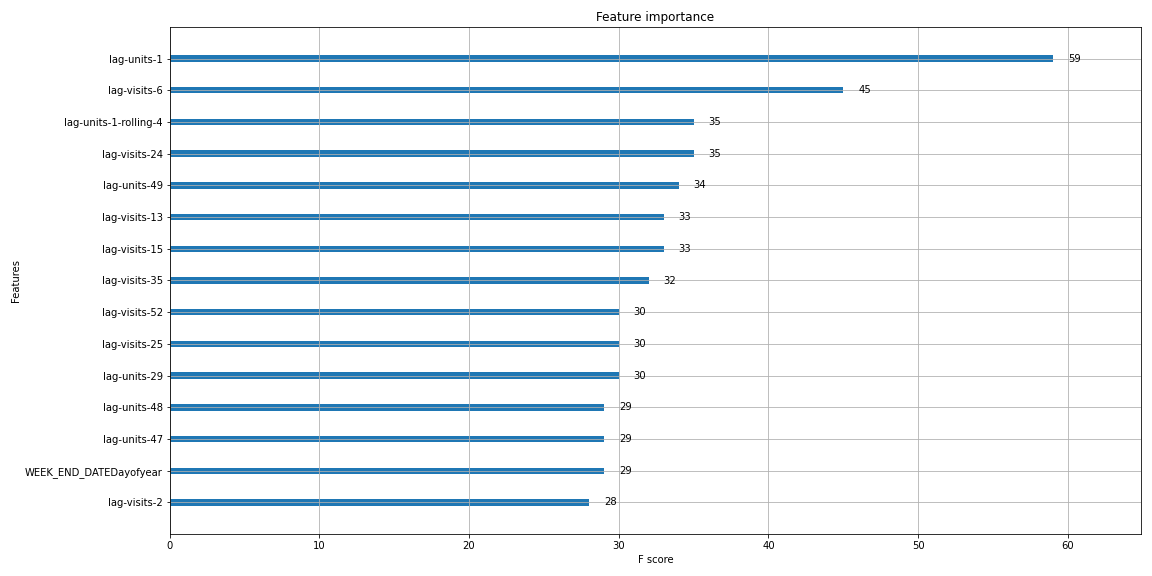 Feature importance
lag-units-1 59
lag-visits-6 45
lag-units-1-rolling-4 35
lag-visits-24 35
lag-units-49 34
lag-visits-13 33
lag-visits-15 33
lag-visits-35 32
lag-visits-52 30
lag-visits-25 30
lag-units-29 30
lag-units-48 29
lag-units-47 29
WEEK_END_DATEDayofyear 29
lag-visits-2 28
Features
0 10 20 30 40 50 60
F score